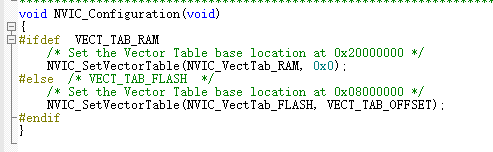 void NVIC_Configuration(void)
{
#ifdef  VECT_TAB_RAM
    /* Set the Vector Table base location at 0x20000000 */
    NVIC_SetVectorTable(NVIC_VectTab_RAM, 0x0);
#else  /* VECT_TAB_FLASH  */
    /* Set the Vector Table base location at 0x08000000 */
    NVIC_SetVectorTable(NVIC_VectTab_FLASH, VECT_TAB_OFFSET);
#endif
}